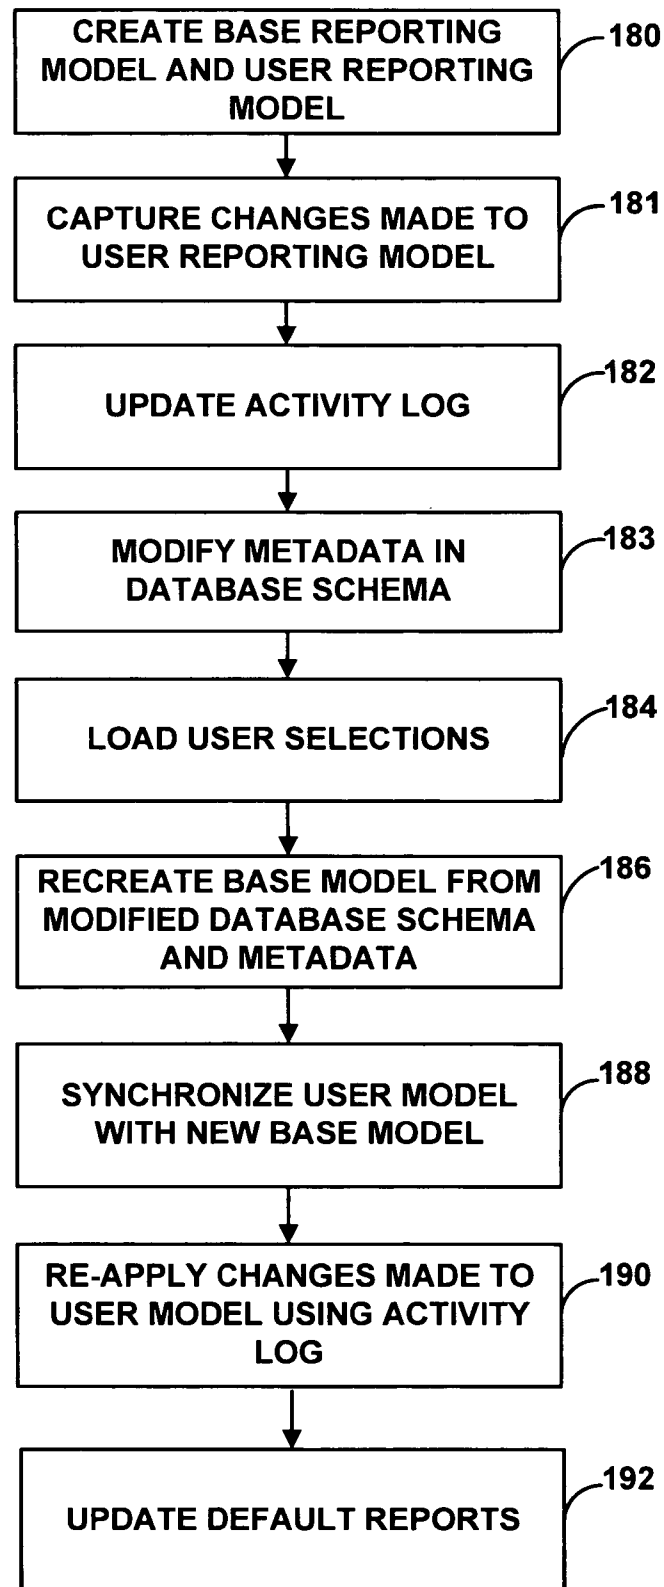 CREATE BASE REPORTING
MODEL AND USER REPORTING
MODEL
180
CAPTURE CHANGES MADE TO
USER REPORTING MODEL
181
UPDATE ACTIVITY LOG
182
MODIFY METADATA IN
DATABASE SCHEMA
183
LOAD USER SELECTIONS
184
RECREATE BASE MODEL FROM
MODIFIED DATABASE SCHEMA
AND METADATA
186
SYNCHRONIZE USER MODEL
WITH NEW BASE MODEL
188
RE-APPLY CHANGES MADE TO
USER MODEL USING ACTIVITY
LOG
190
UPDATE DEFAULT REPORTS
192